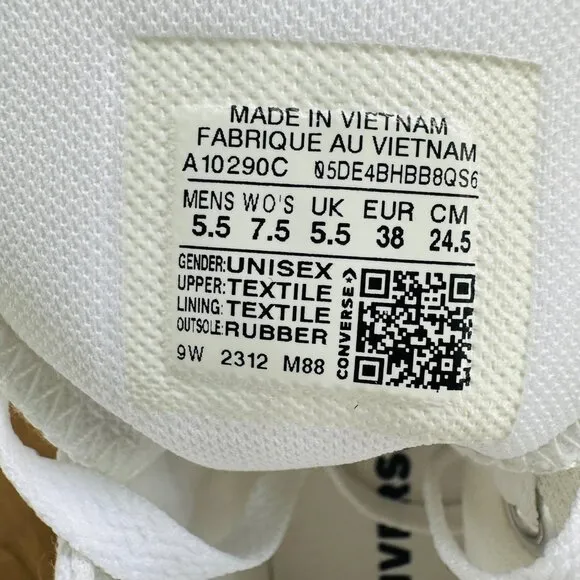 MADE IN VIETNAM
FABRIQUE AU VIETNAM
A10290C 05DE4BHBB8QS6
MENS WO'S UK EUR CM
5.5 7.5 5.5 38 24.5
GENDER: UNISEX
UPPER: TEXTILE
LINING: TEXTILE
OUTSOLE: RUBBER
CONVERSE
9W 2312 M88